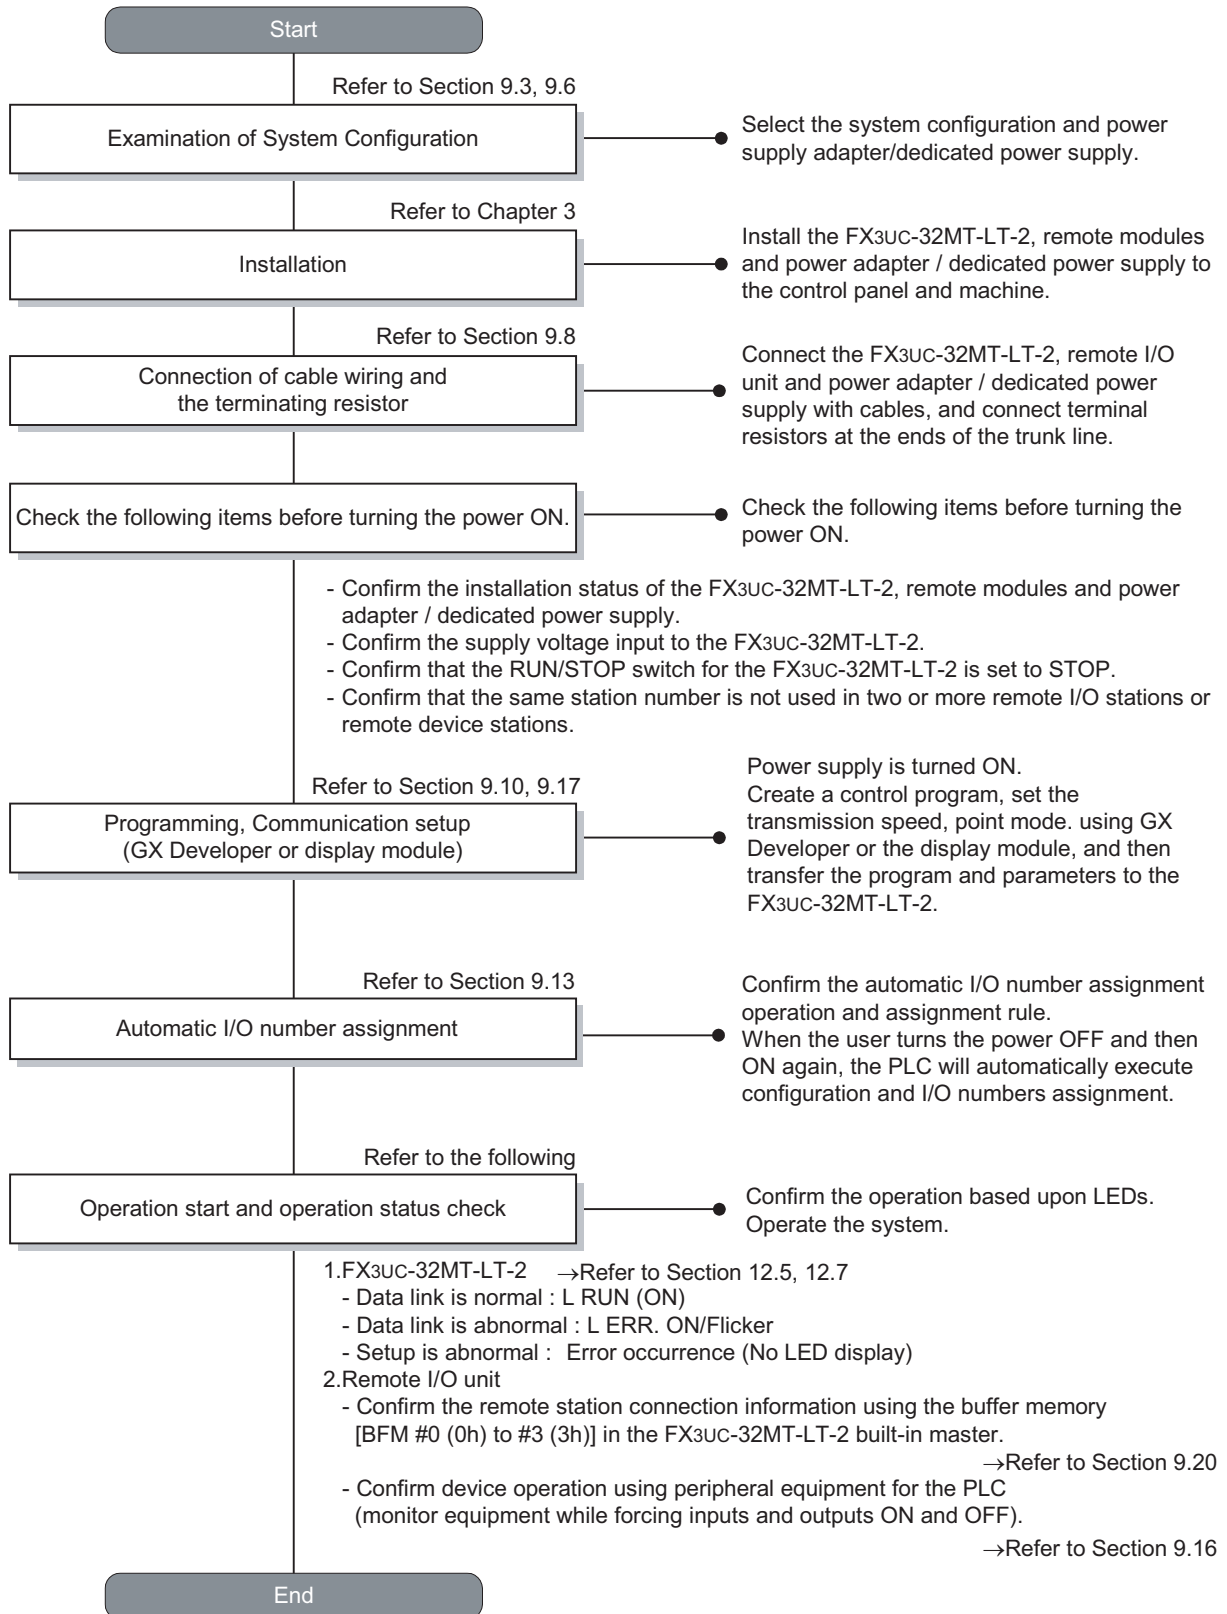 Start
Refer to Section 9.3, 9.6
Examination of System Configuration
Select the system configuration and power
supply adapter/dedicated power supply.
Refer to Chapter 3
Installation
Install the FX3UC-32MT-LT-2, remote modules
and power adapter / dedicated power supply to
the control panel and machine.
Refer to Section 9.8
Connection of cable wiring and
the terminating resistor
Connect the FX3UC-32MT-LT-2, remote I/O
unit and power adapter / dedicated power
supply with cables, and connect terminal
resistors at the ends of the trunk line.
Check the following items before turning the power ON.
Check the following items before turning the
power ON.
- Confirm the installation status of the FX3UC-32MT-LT-2, remote modules and power
adapter / dedicated power supply.
- Confirm the supply voltage input to the FX3UC-32MT-LT-2.
- Confirm that the RUN/STOP switch for the FX3UC-32MT-LT-2 is set to STOP.
- Confirm that the same station number is not used in two or more remote I/O stations or
remote device stations.
Refer to Section 9.10, 9.17
Programming, Communication setup
(GX Developer or display module)
Power supply is turned ON.
Create a control program, set the
transmission speed, point mode. using GX
Developer or the display module, and then
transfer the program and parameters to the
FX3UC-32MT-LT-2.
Refer to Section 9.13
Automatic I/O number assignment
Confirm the automatic I/O number assignment
operation and assignment rule.
When the user turns the power OFF and then
ON again, the PLC will automatically execute
configuration and I/O numbers assignment.
Refer to the following
Operation start and operation status check
Confirm the operation based upon LEDs.
Operate the system.
1.FX3UC-32MT-LT-2 →Refer to Section 12.5, 12.7
- Data link is normal : L RUN (ON)
- Data link is abnormal : L ERR. ON/Flicker
- Setup is abnormal : Error occurrence (No LED display)
2.Remote I/O unit
- Confirm the remote station connection information using the buffer memory
[BFM #0 (0h) to #3 (3h)] in the FX3UC-32MT-LT-2 built-in master.
→Refer to Section 9.20
- Confirm device operation using peripheral equipment for the PLC
(monitor equipment while forcing inputs and outputs ON and OFF).
→Refer to Section 9.16
End